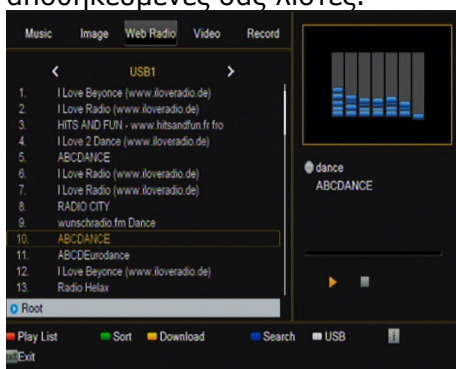 αποθηκευμένες σας λίστες.
Music Image Web Radio Video Record
USB1
1. I Love Beyonce (www.iloveradio.de)
2. I Love Radio (www.iloveradio.de)
3. HITS AND FUN - www.hitsandfun.fr fro
4. I Love 2 Dance (www.iloveradio.de)
5. ABCDANCE
6. I Love Radio (www.iloveradio.de)
7. I Love Radio (www.iloveradio.de)
8. RADIO CITY
9. wunschradio.fm Dance
10. ABCDANCE
11. ABCDEurodance
12. I Love Beyonce (www.iloveradio.de)
13. Radio Helax
dance
ABCDANCE
Root
Play List Sort Download Search USB i
Exit